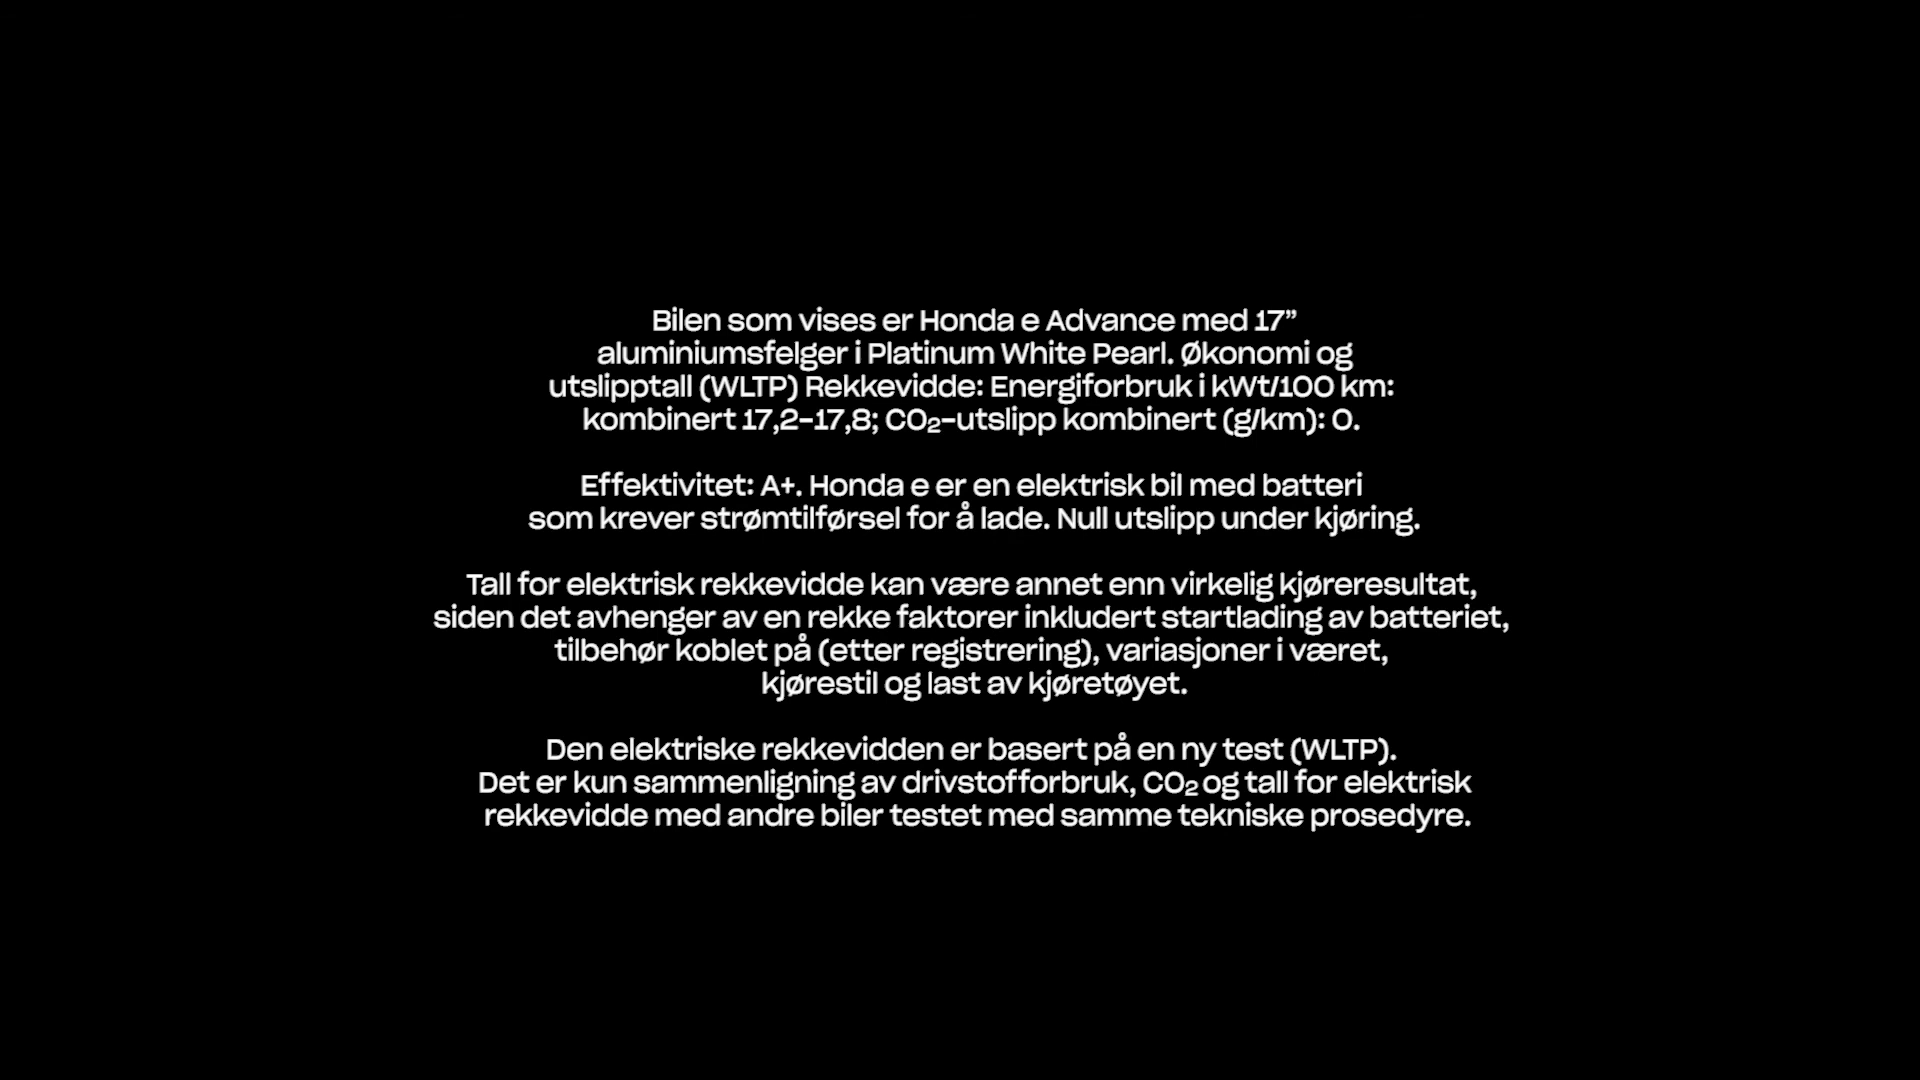 Bilen som vises er Honda e Advance med 17”
aluminiumsfelger i Platinum White Pearl. Økonomi og
utslipptall (WLTP) Rekkevidde: Energiforbruk i kWt/100 km:
kombinert 17,2-17,8; CO₂-utslipp kombinert (g/km): 0.
Effektivitet: A+. Honda e er en elektrisk bil med batteri
som krever strømtilførsel for å lade. Null utslipp under kjøring.
Tall for elektrisk rekkevidde kan være annet enn virkelig kjøreresultat,
siden det avhenger av en rekke faktorer inkludert startlading av batteriet,
tilbehør koblet på (etter registrering), variasjoner i været,
kjørestil og last av kjøretøyet.
Den elektriske rekkevidden er basert på en ny test (WLTP).
Det er kun sammenligning av drivstofforbruk, CO₂ og tall for elektrisk
rekkevidde med andre biler testet med samme tekniske prosedyre.